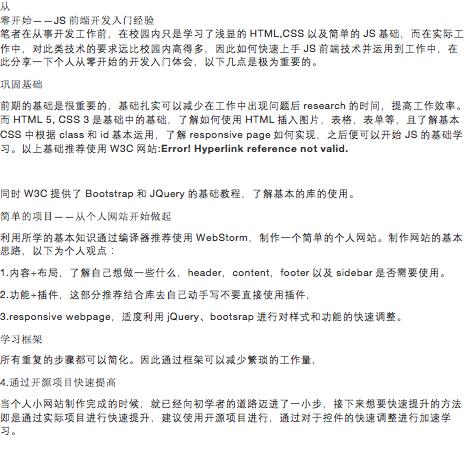 从
零开始——JS 前端开发入门经验
笔者在从事开发工作前，在校园内只是学习了浅显的 HTML,CSS 以及简单的 JS 基础，而在实际工
作中，对此类技术的要求远比校园内高得多，因此如何快速上手 JS 前端技术并运用到工作中，在
此分享一下个人从零开始的开发入门体会，以下几点是极为重要的。
巩固基础
前期的基础是很重要的，基础扎实可以减少在工作中出现问题后 research 的时间，提高工作效率。
而 HTML 5, CSS 3 是基础中的基础，了解如何使用 HTML 插入图片，表格，表单等，且了解基本
CSS 中根据 class 和 id 基本运用，了解 responsive page 如何实现，之后便可以开始 JS 的基础学
习。以上基础推荐使用 W3C 网站:Error! Hyperlink reference not valid.
同时 W3C 提供了 Bootstrap 和 JQuery 的基础教程，了解基本的库的使用。
简单的项目——从个人网站开始做起
利用所学的基本知识通过编译器推荐使用 WebStorm，制作一个简单的个人网站。制作网站的基本
思路，以下为个人观点：
1.内容+布局，了解自己想做一些什么，header，content，footer 以及 sidebar 是否需要使用。
2.功能+插件，这部分推荐结合库去自己动手写不要直接使用插件，
3.responsive webpage，适度利用 jQuery、bootsrap 进行对样式和功能的快速调整。
学习框架
所有重复的步骤都可以简化。因此通过框架可以减少繁琐的工作量，
4.通过开源项目快速提高
当个人小网站制作完成的时候，就已经向初学者的道路迈进了一小步，接下来想要快速提升的方法
即是通过实际项目进行快速提升，建议使用开源项目进行，通过对于控件的快速调整进行加速学
习。